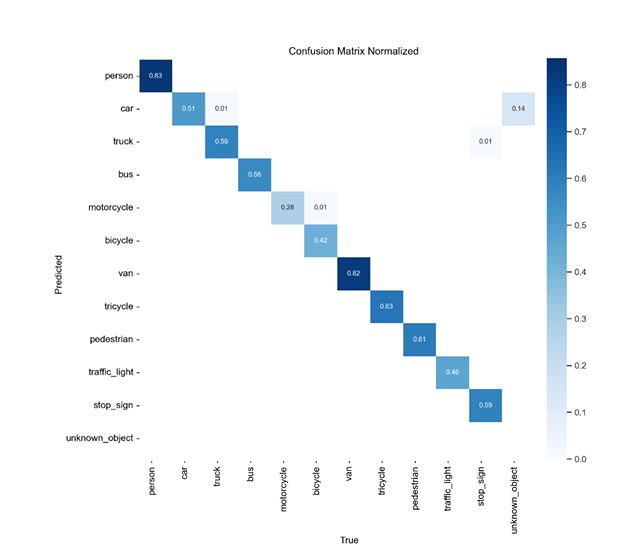 Confusion Matrix Normalized
person
0.83
0.8
car
0.51
0.01
0.14
0.7
truck
0.59
0.01
0.6
bus
0.56
0.5
motorcycle
0.28
0.01
bicycle
0.42
0.4
van
0.82
Predicted
tricycle
0.63
0.3
pedestrian
0.61
0.2
traffic_light
0.46
stop_sign
0.59
0.1
unknown_object
0.0
person
car
truck
bus
motorcycle
bicycle
van
tricycle
pedestrian
traffic_light
stop_sign
unknown_object
True